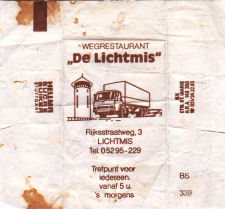 WEGRESTAURANT
„De Lichtmis"
Rijksstraatweg, 3
LICHTMIS
Tel. 05295-229
Trefpunt voor
iedereen.
vanaf 5 u.
's morgens
BS
339